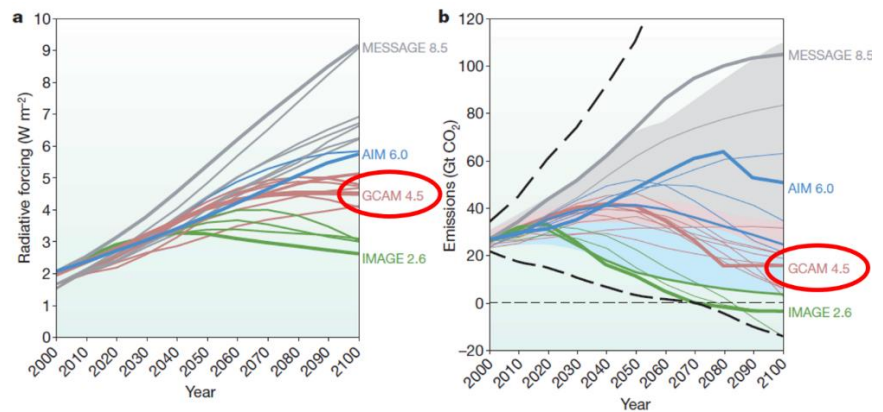 a
10
9
8
7
6
5
4
3
2
1
0
Radiative forcing (W m⁻²)
2000
2010
2020
2030
2040
2050
2060
2070
2080
2090
2100
Year
MESSAGE 8.5
AIM 6.0
GCAM 4.5
IMAGE 2.6
b
120
100
80
60
40
20
0
−20
Emissions (Gt CO₂)
2000
2010
2020
2030
2040
2050
2060
2070
2080
2090
2100
Year
MESSAGE 8.5
AIM 6.0
GCAM 4.5
IMAGE 2.6